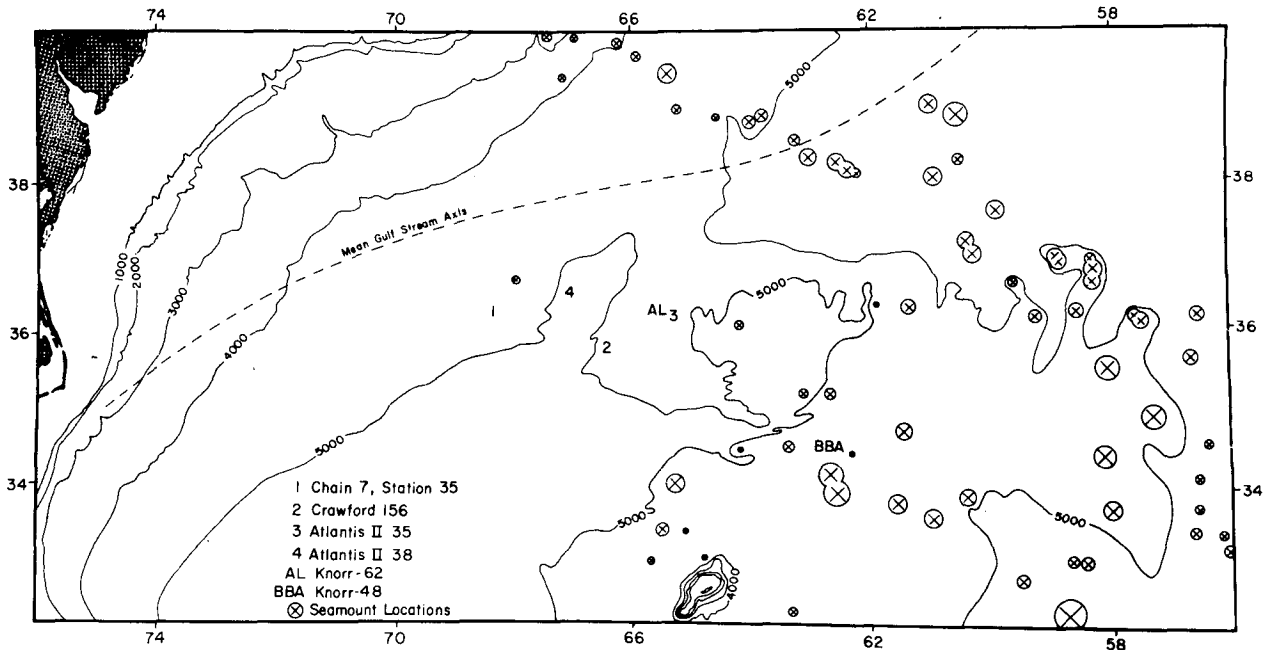 74
70
66
62
58
5000
38
38
Mean Gulf Stream Axis
1000
2000
3000
4
5000
1
AL 3
36
36
4000
2
5000
BBA
34
34
1 Chain 7, Station 35
5000
5000
2 Crawford 156
3 Atlantis II 35
4 Atlantis II 38
AL Knorr-62
4000
BBA Knorr-48
Seamount Locations
74
70
66
62
58